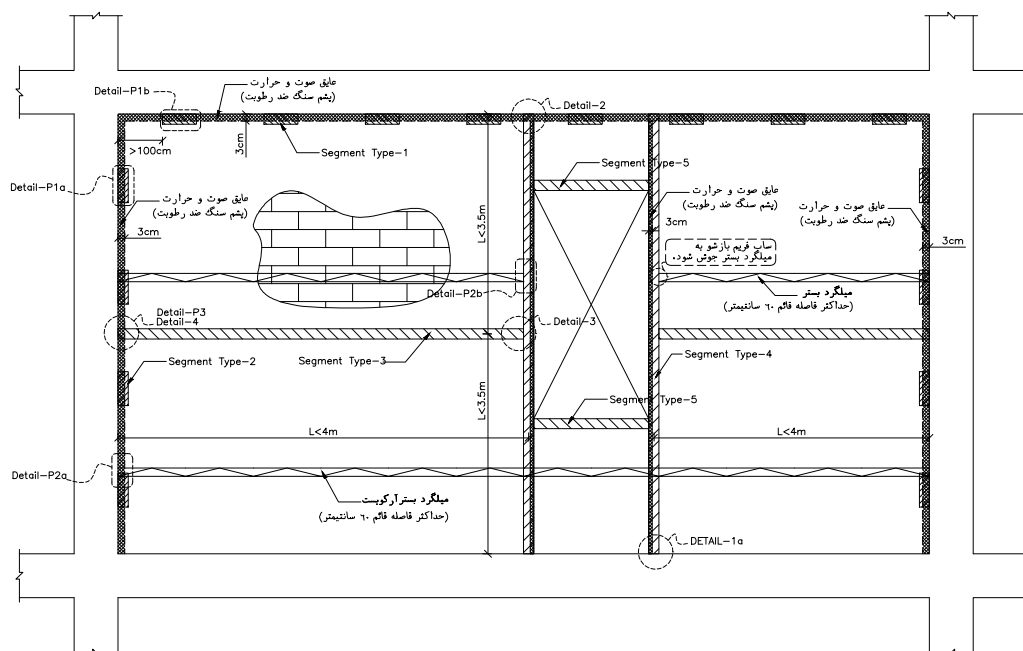 Detail-P1b
عایق صوت و حرارت
(پشم سنگ ضد رطوبت)
Detail-2
>100cm
3cm
Segment Type-1
Segment Type-5
Detail-P1a
عایق صوت و حرارت
(پشم سنگ ضد رطوبت)
عایق صوت و حرارت
(پشم سنگ ضد رطوبت)
عایق صوت و حرارت
(پشم سنگ ضد رطوبت)
3cm
L<3.5m
3cm
3cm
ساب فریم بازشو به
میلگرد بستر جوش شود.
Detail-P2b
میلگرد بستر
(حداکثر فاصله قائم ٦٠ سانتیمتر)
Detail-P3
Detail-4
Detail-3
Segment Type-2
Segment Type-3
Segment Type-4
L<3.5m
Segment Type-5
L<4m
L<4m
Detail-P2a
میلگرد بسترآرکوبست
(حداکثر فاصله قائم ٦٠ سانتیمتر)
DETAIL-1a